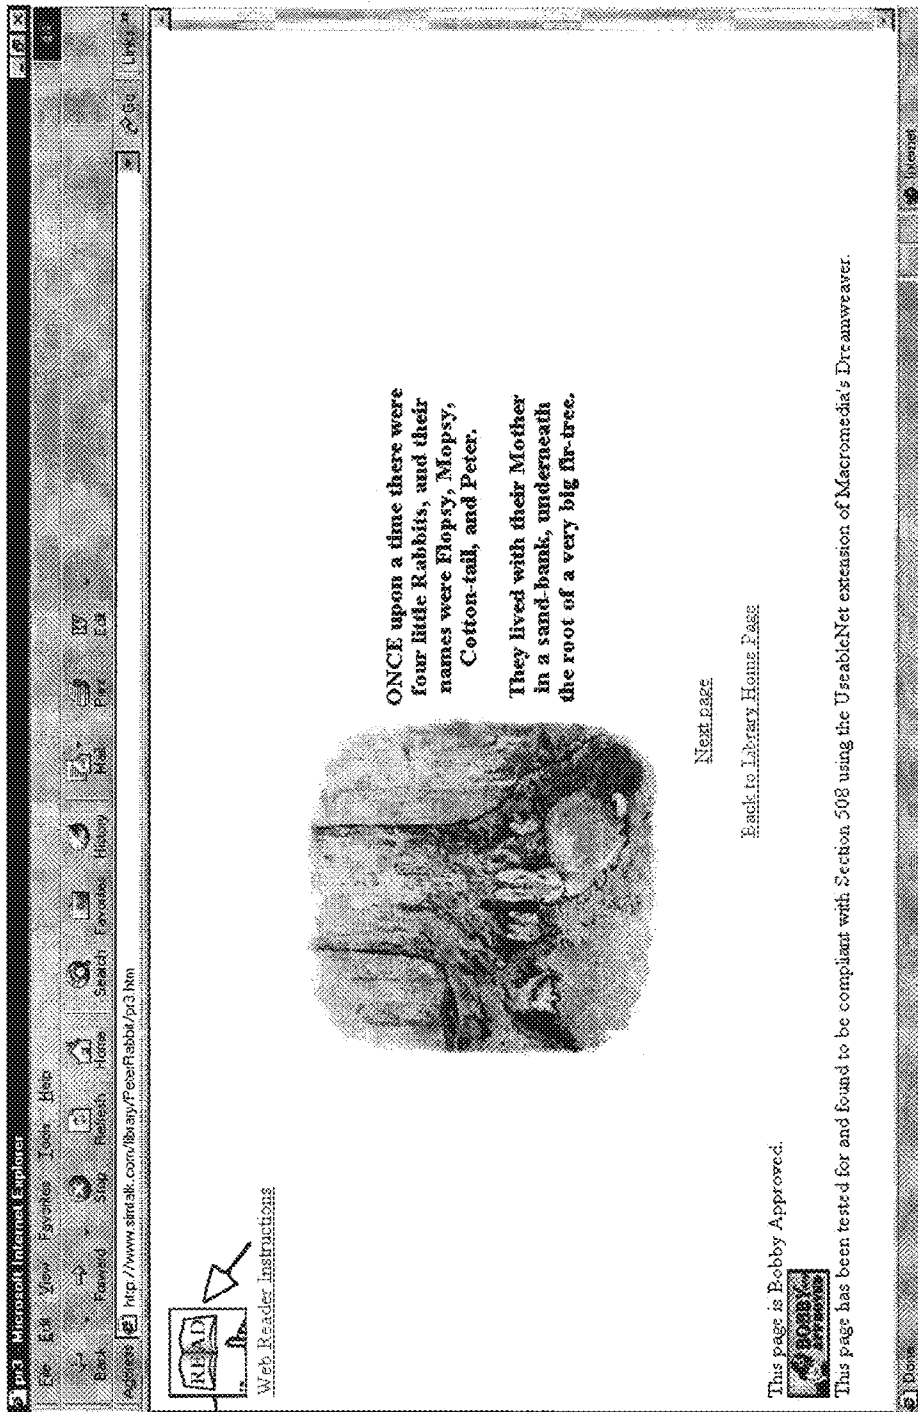 pr3 - Microsoft Internet Explorer
File Edit View Favorites Tools Help
Back Forward Stop Refresh Home Search Favorites History Mail Print Edit
Address http://www.simtalk.com/library/PeterRabbit/pr3.htm Go Links »
READ
Web Reader Instructions
ONCE upon a time there were
four little Rabbits, and their
names were Flopsy, Mopsy,
Cotton-tail, and Peter.
They lived with their Mother
in a sand-bank, underneath
the root of a very big fir-tree.
Next page
Back to Library Home Page
This page is Bobby Approved.
BOBBY
APPROVED
This page has been tested for and found to be compliant with Section 508 using the UseableNet extension of Macromedia's Dreamweaver.
Done Internet